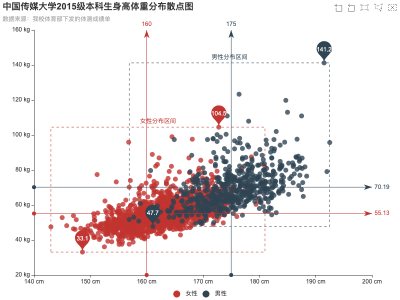 中国传媒大学2015级本科生身高体重分布散点图
数据来源：我校体育部下发的体测成绩单
160
175
160 kg
140 kg
120 kg
100 kg
80 kg
60 kg
40 kg
20 kg
141.2
男性分布区间
104.8
女性分布区间
70.19
55.13
47.7
33.1
140 cm
150 cm
160 cm
170 cm
180 cm
190 cm
200 cm
女性
男性